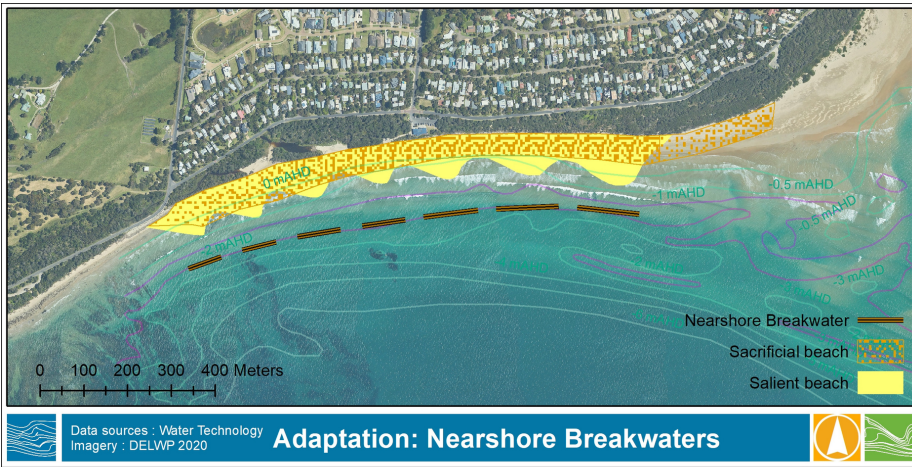 0 mAHD
-1 mAHD
-0.5 mAHD
-0.5 mAHD
-2 mAHD
-3 mAHD
Nearshore Breakwater
Sacrificial beach
Salient beach
0 100 200 300 400 Meters
Data sources : Water Technology
Imagery : DELWP 2020
Adaptation: Nearshore Breakwaters